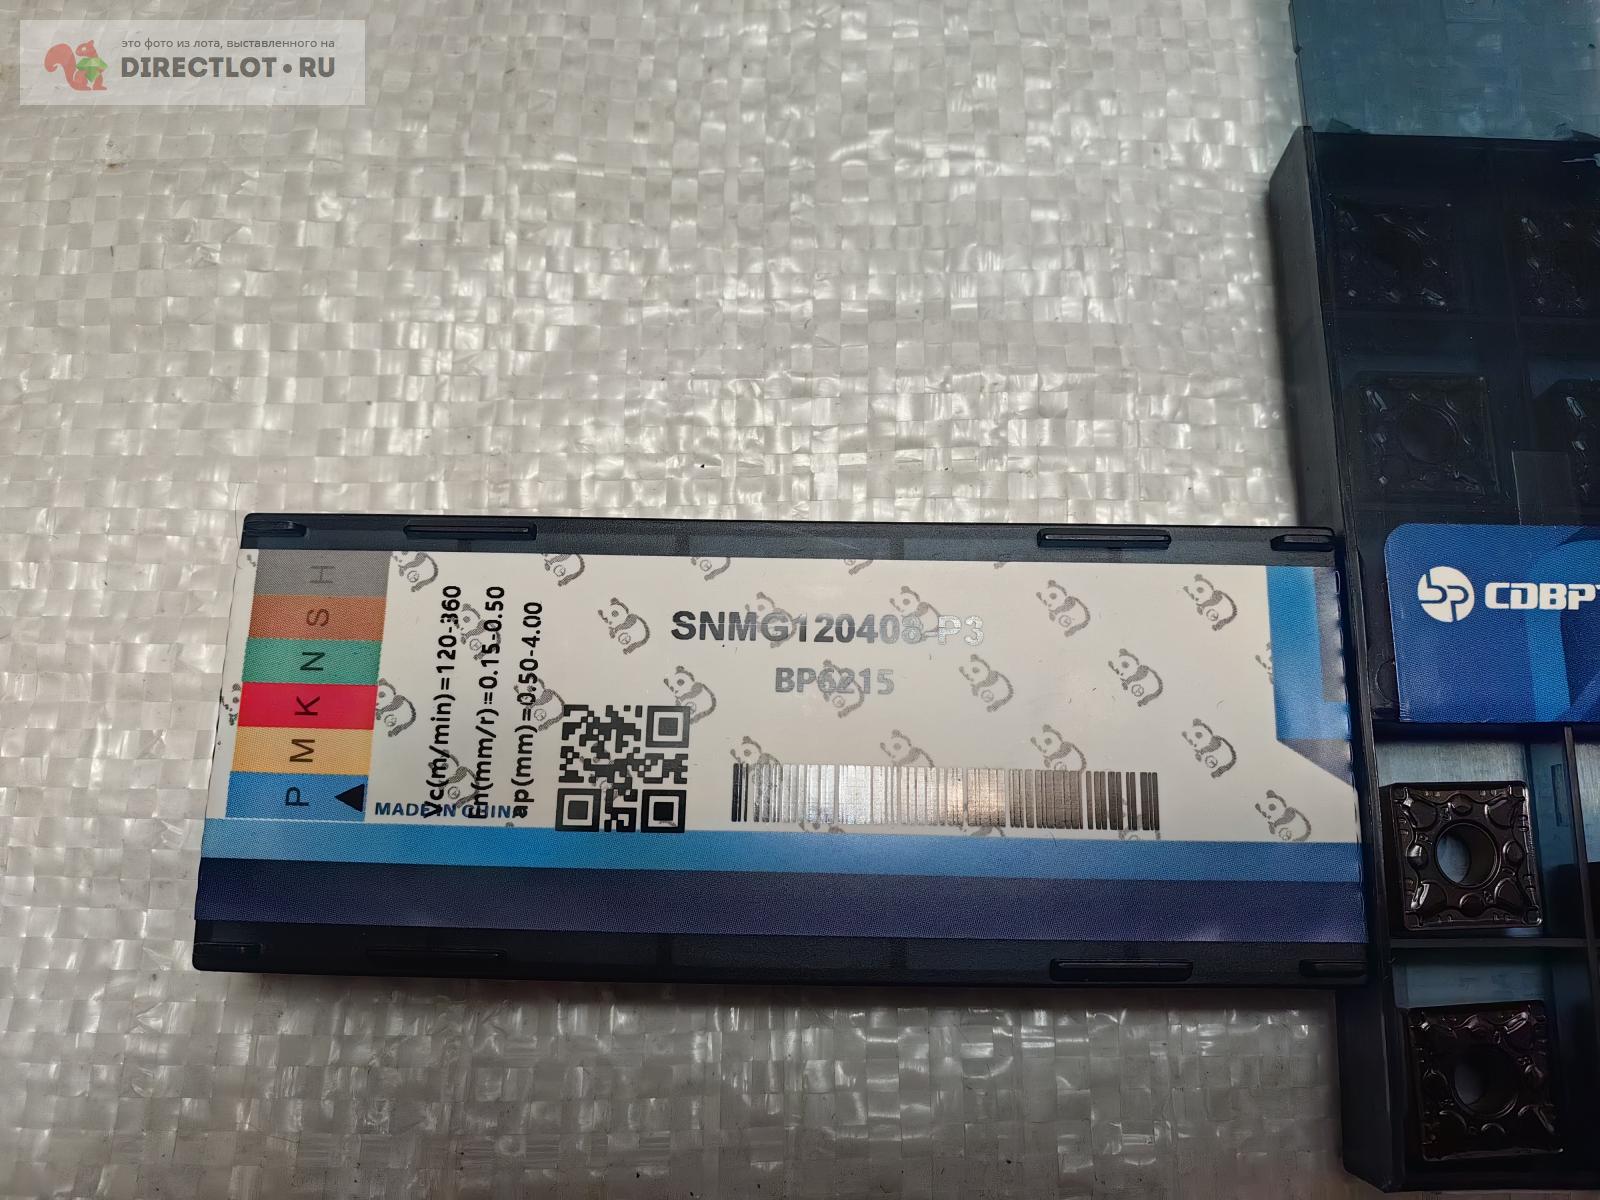 это фото из лота, выставленного на
DIRECTLOT•RU
H
S
N
K
M
P
Vc(m/min)=120-360
Fn(mm/r)=0.15-0.50
ap(mm)=0.50-4.00
MADE IN CHINA
SNMG120408-P3
BP6215
bp CDBPT